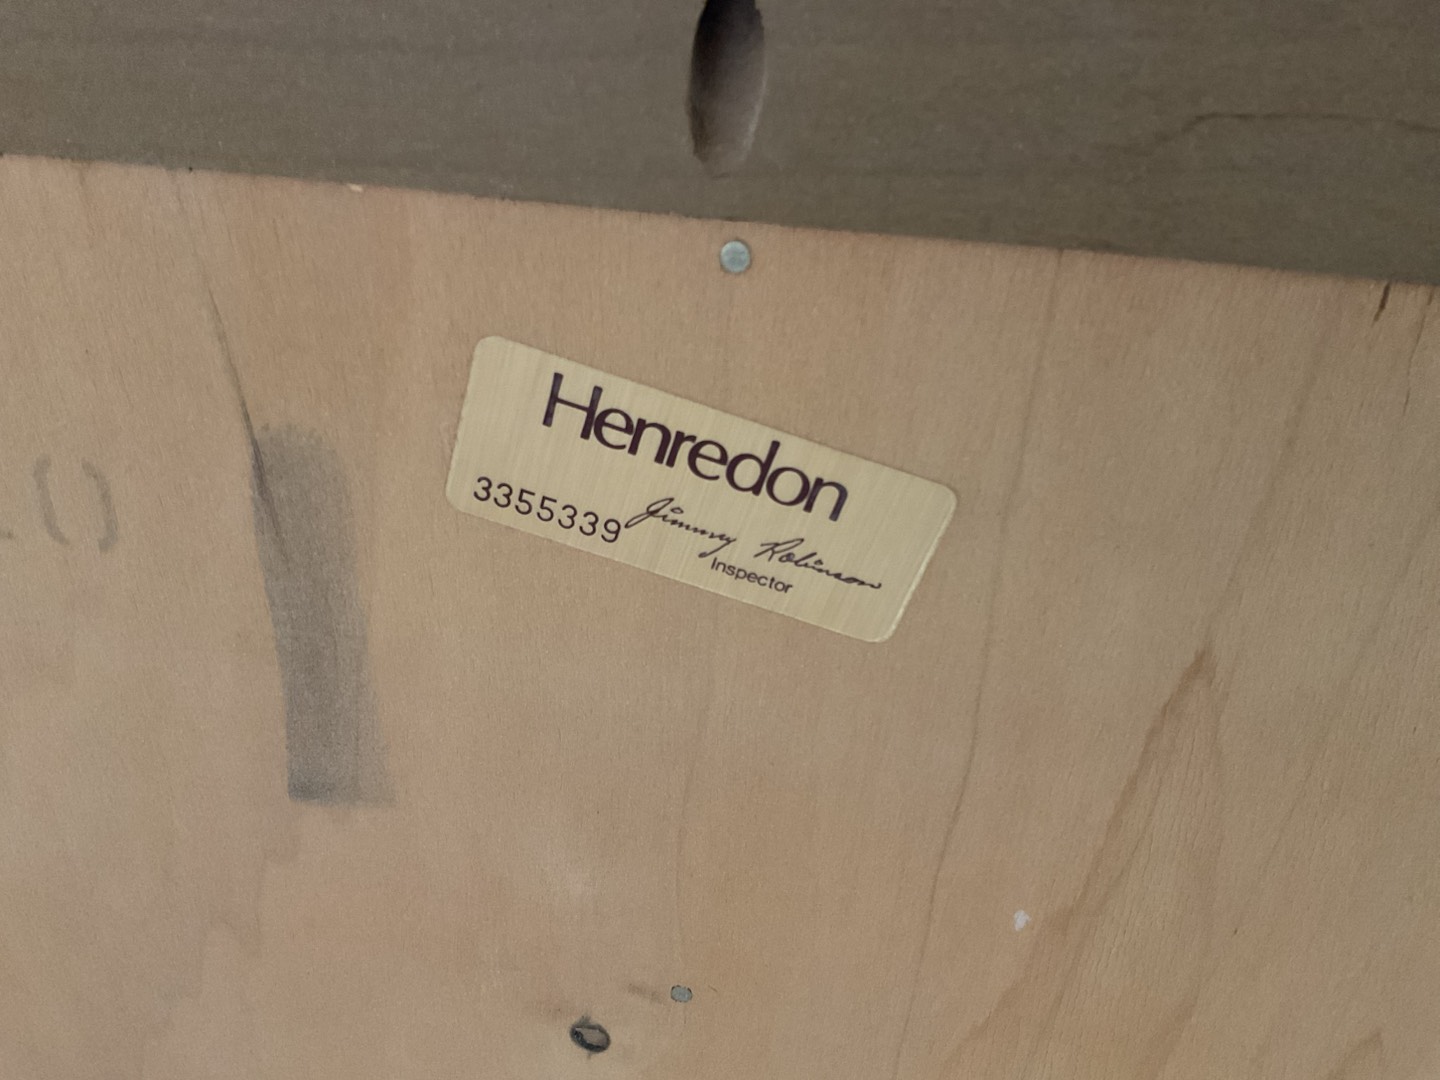 Henredon
3355339 Jimmy Robinson
Inspector